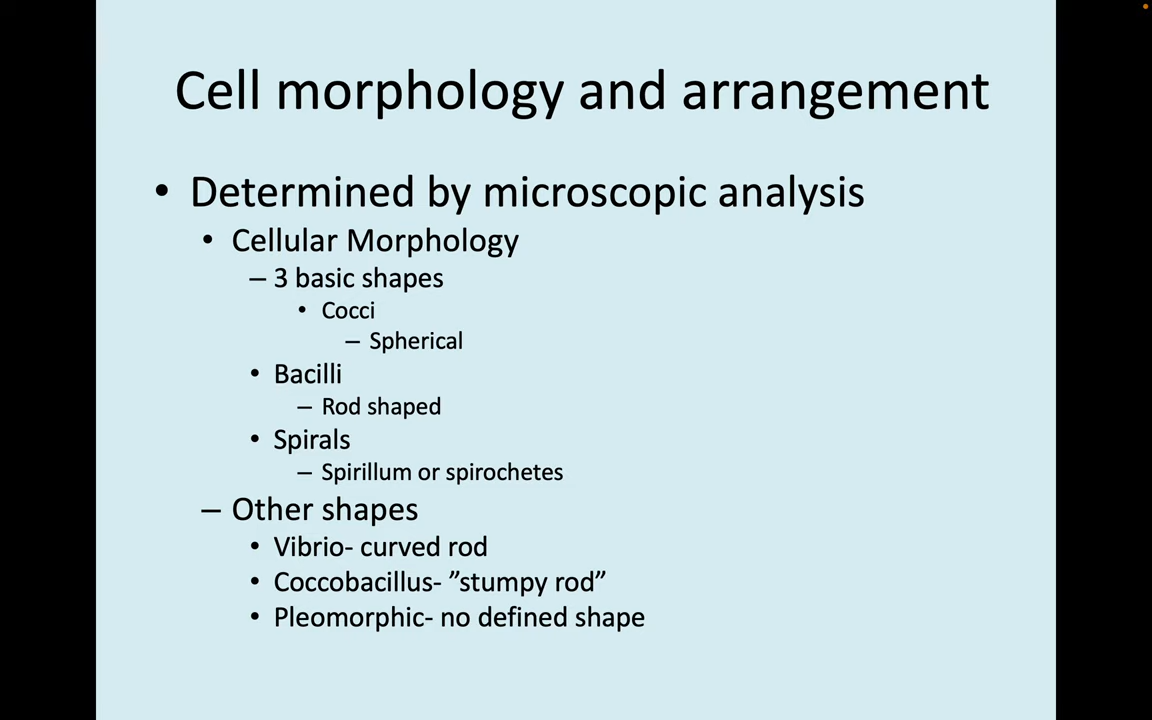 Cell morphology and arrangement
• Determined by microscopic analysis
• Cellular Morphology
– 3 basic shapes
• Cocci
– Spherical
• Bacilli
– Rod shaped
• Spirals
– Spirillum or spirochetes
– Other shapes
• Vibrio- curved rod
• Coccobacillus- ”stumpy rod”
• Pleomorphic- no defined shape